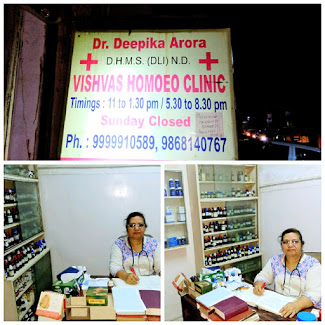 Dr. Deepika Arora
D.H.M.S. (DLI) N.D.
VISHVAS HOMOEO CLINIC
Timings : 11 to 1.30 pm / 5.30 to 8.30 pm
Sunday Closed
Ph. : 9999910589, 9868140767